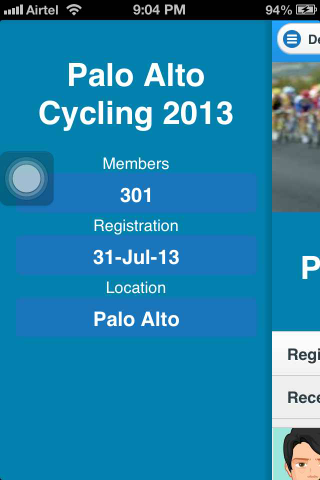 Airtel 9:04 PM 94%
Palo Alto
Cycling 2013
Members
301
Registration
31-Jul-13
Location
Palo Alto
De
P
Regi
Rece